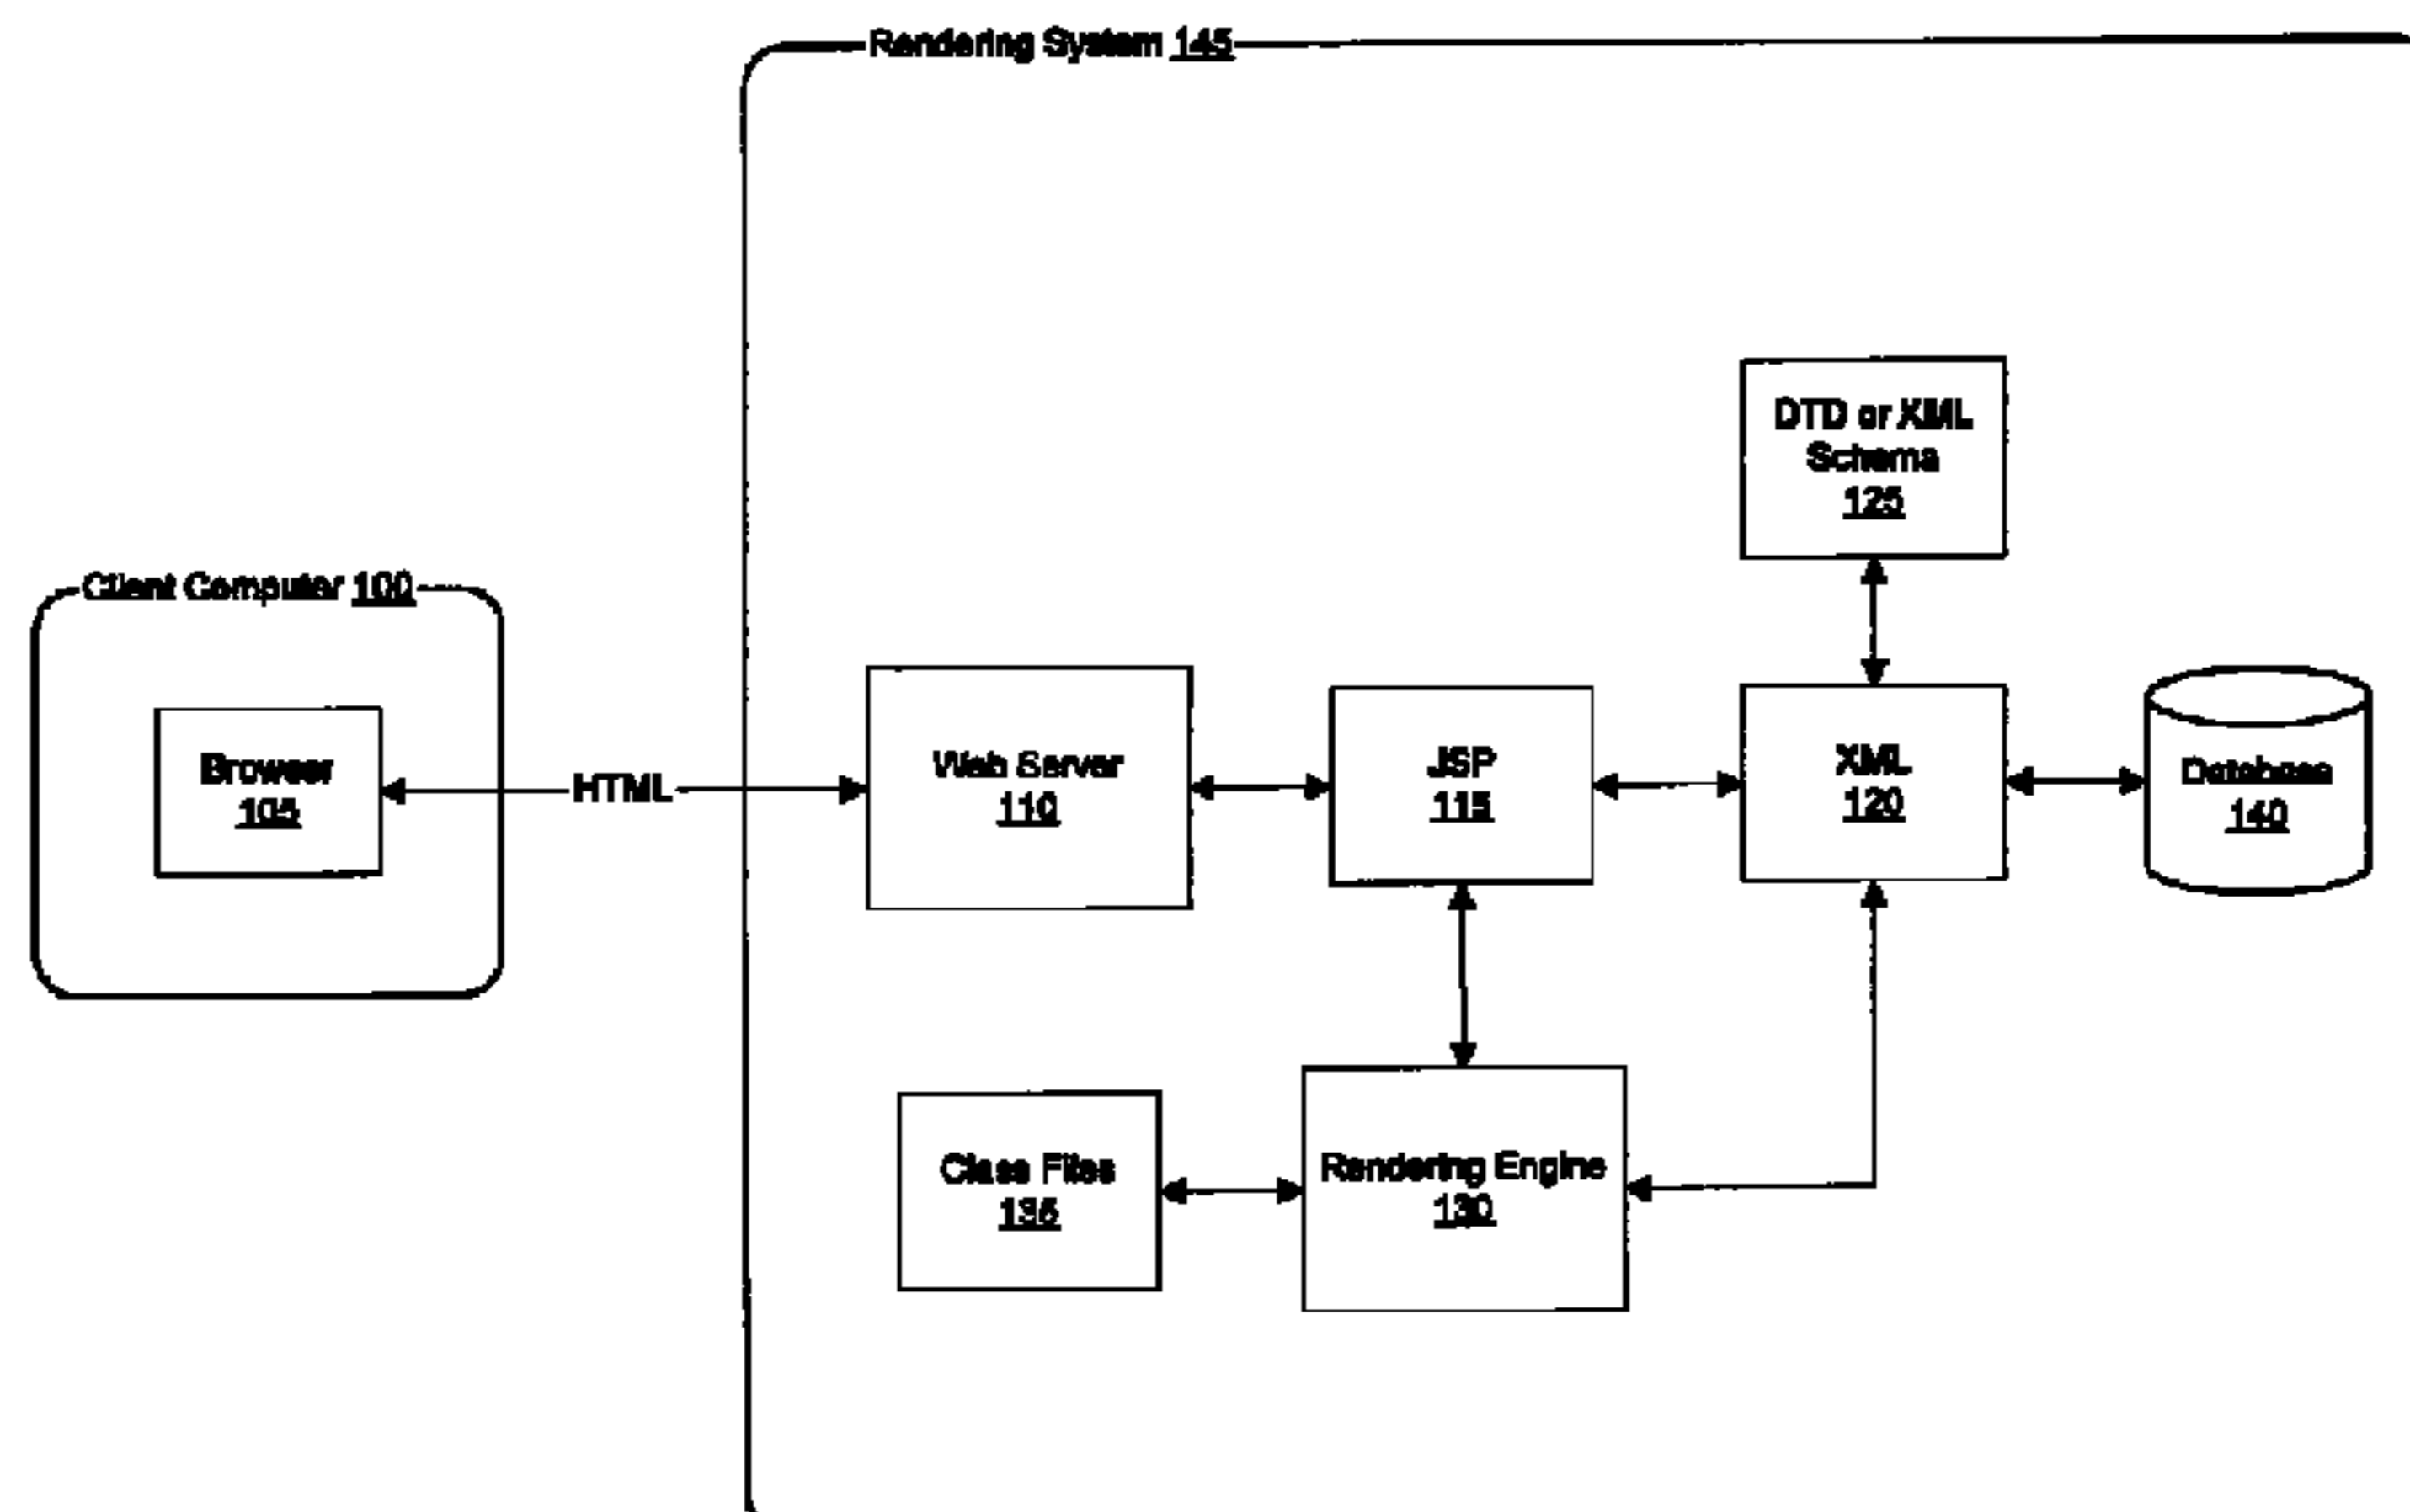 Rendering System 145
DTD or XML
Schema
125
Client Computer 100
Browser
105
HTML
Web Server
110
JSP
115
XML
120
Database
140
Class Files
135
Rendering Engine
130